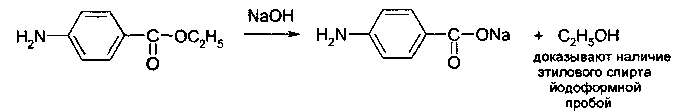 NaOH
H₂N C—OC₂H₅ H₂N C—ONa + C₂H₅OH
O O
доказывают наличие
этилового спирта
йодоформной
пробой